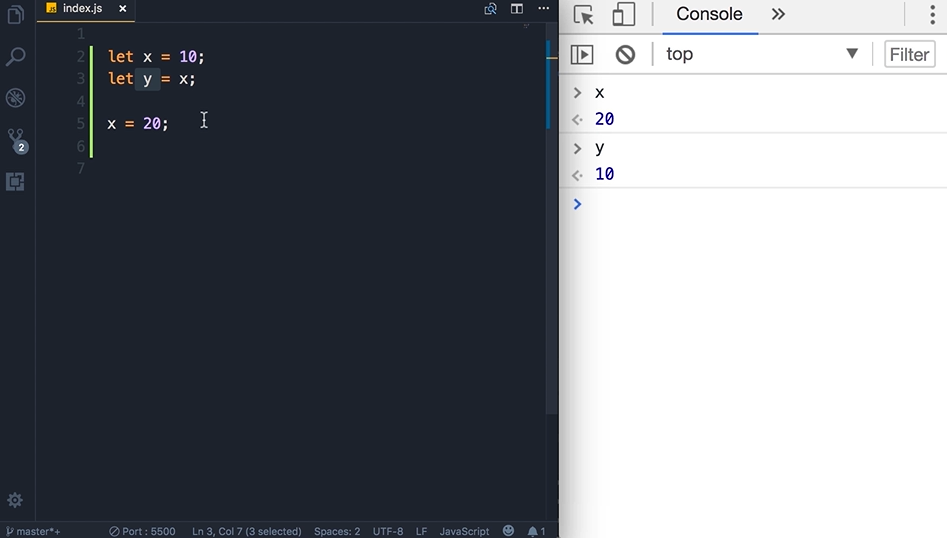 index.js ×
1
2 let x = 10;
3 let y = x;
4
5 x = 20;
6
7
2
master*+ Port : 5500 Ln 3, Col 7 (3 selected) Spaces: 2 UTF-8 LF JavaScript 1
Console »
top ▼ Filter
> x
20
> y
10
>